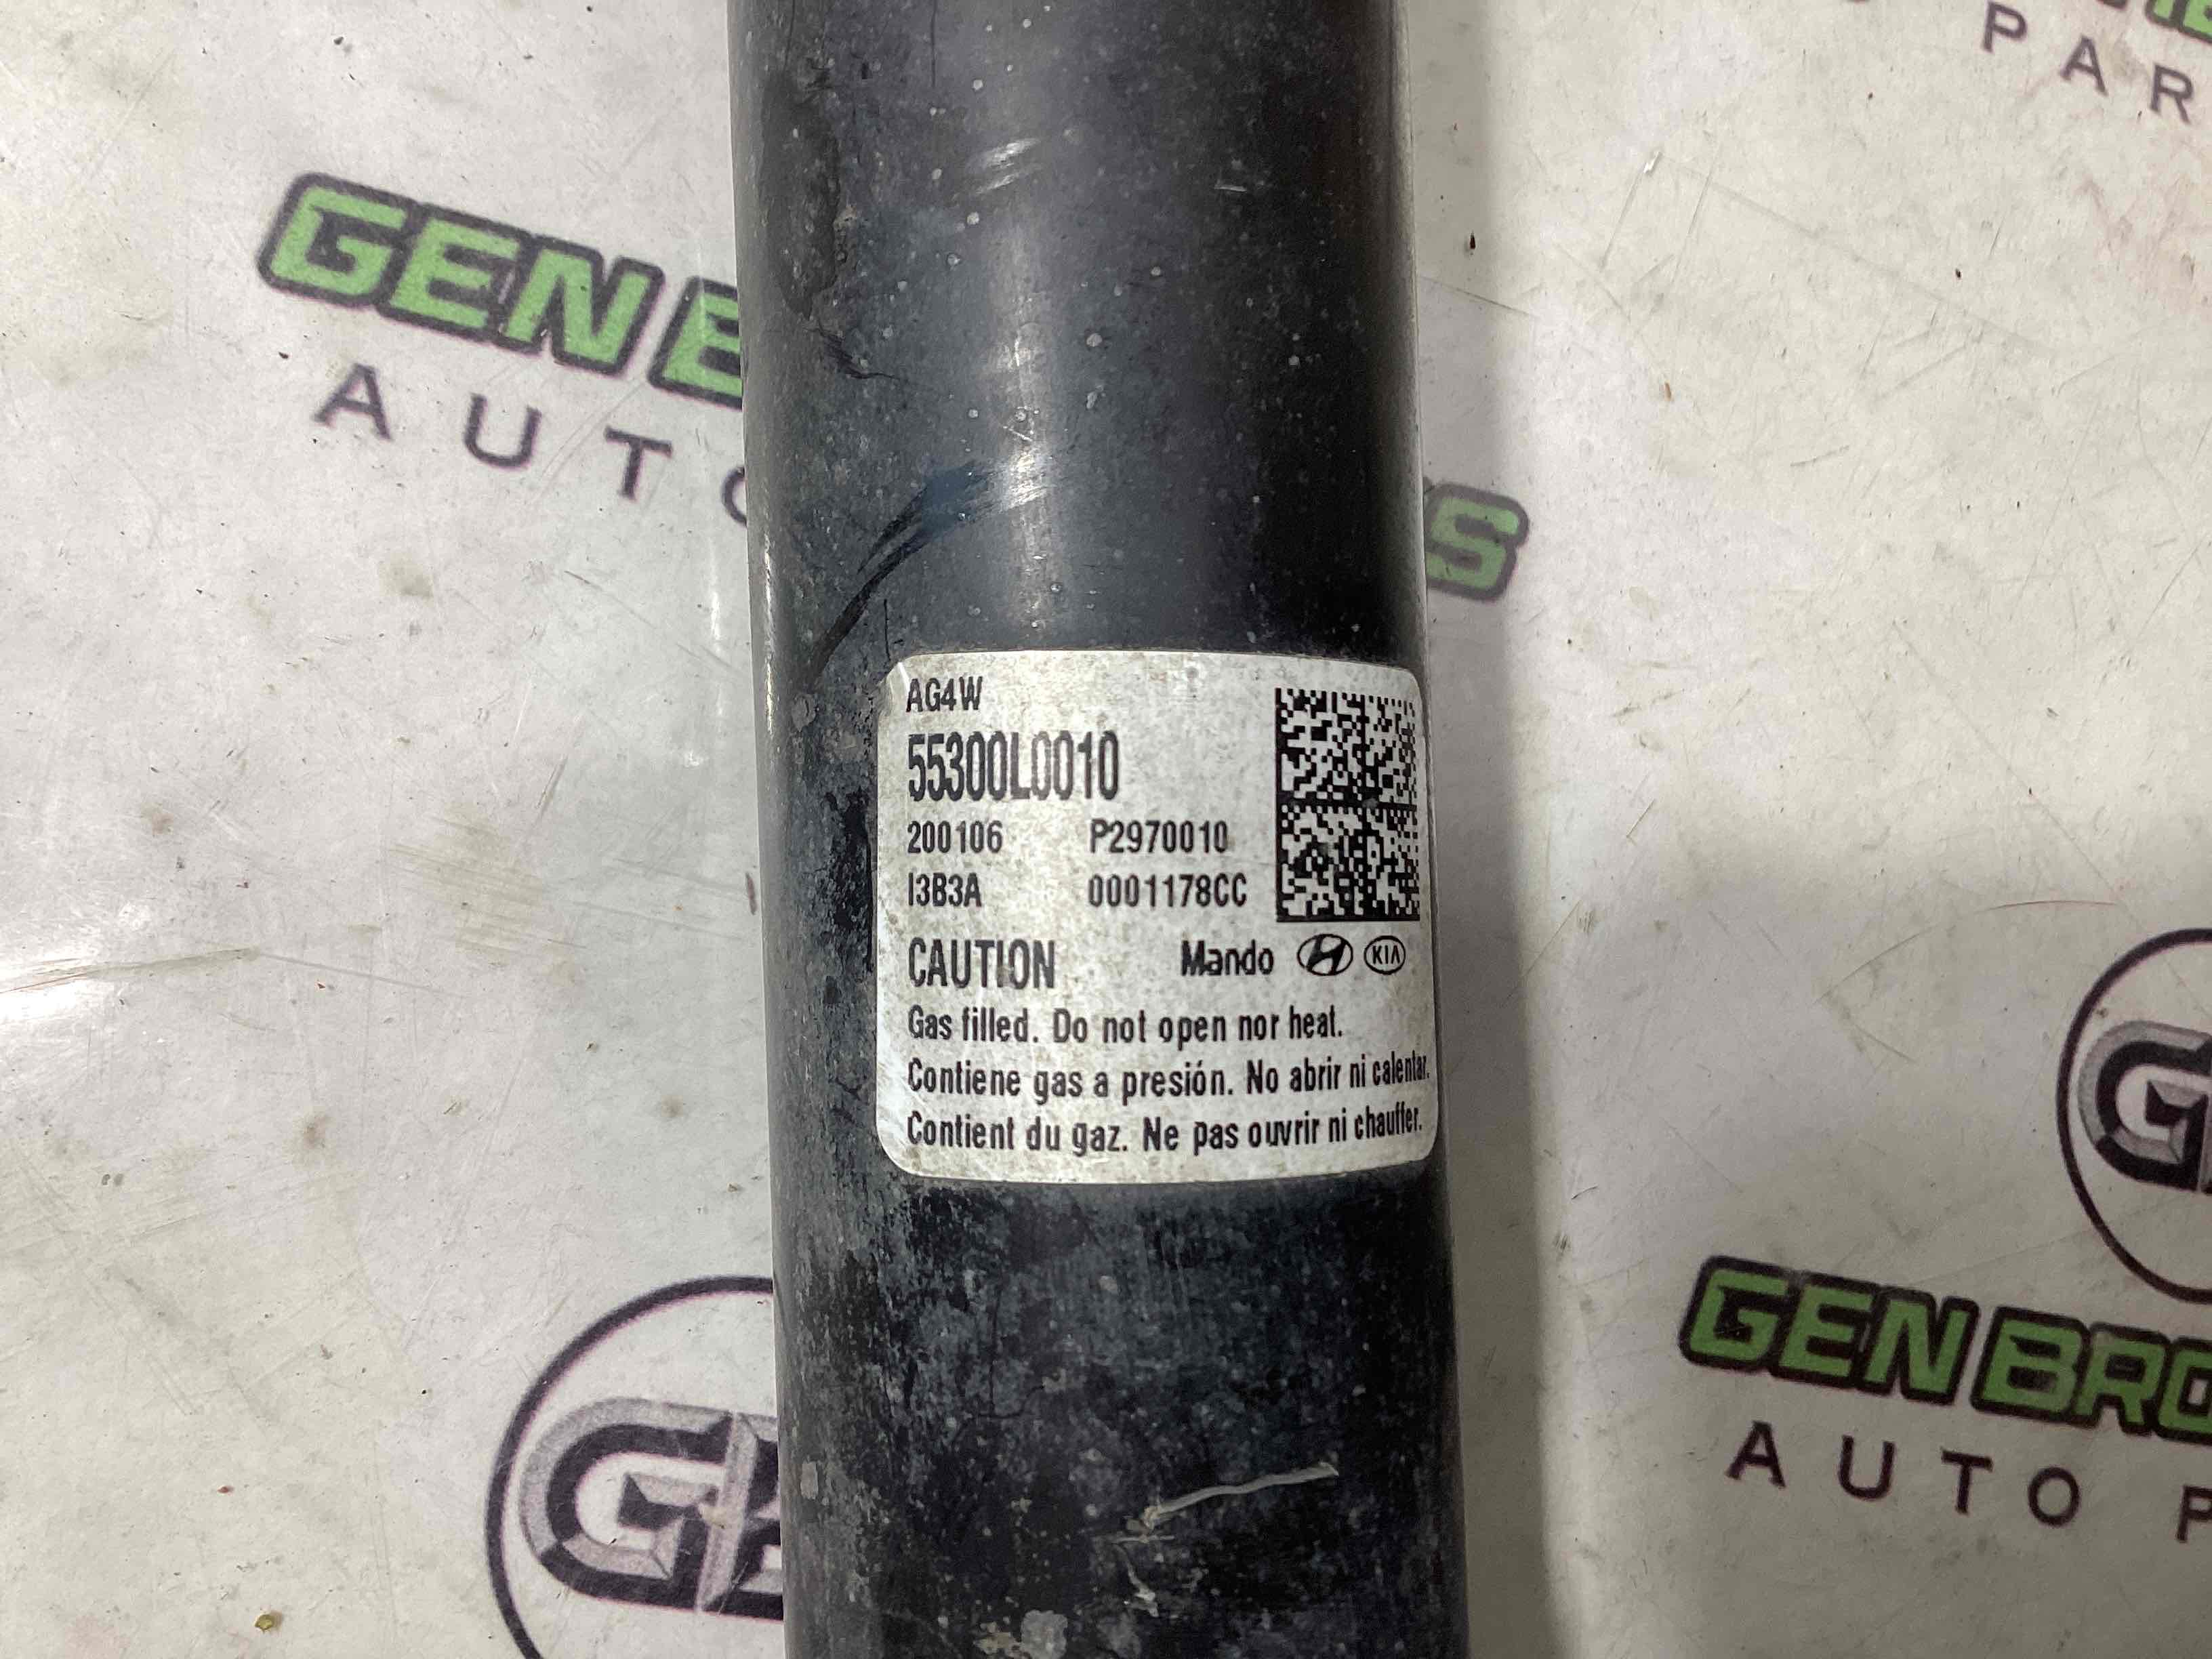 PAR
GEN B
AUTO
S
AG4W
55300L0010
200106 P2970010
I3B3A 0001178CC
CAUTION Mando KIA
Gas filled. Do not open nor heat.
Contiene gas a presión. No abrir ni calentar.
Contient du gaz. Ne pas ouvrir ni chauffer.
GEN BRO
AUTO P
GB